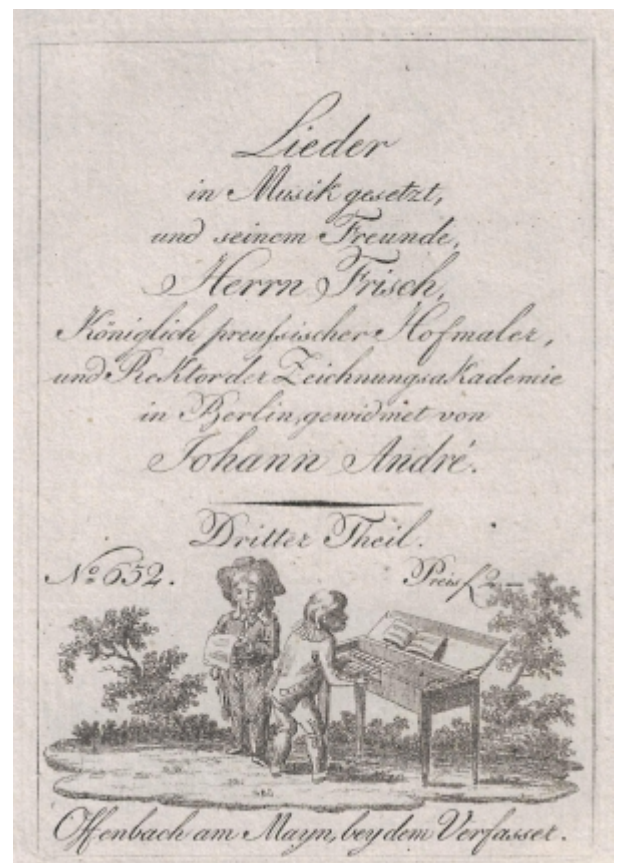 Lieder
in Musik gesetzt,
und seinem Freunde,
Herrn Frisch,
Königlich preußischer Hofmaler,
und Rektor der Zeichnungsakademie
in Berlin, gewidmet von
Johann André.
Dritter Theil.
No. 652.
Preis f 2.—
Offenbach am Mayn, bey dem Verfasser.